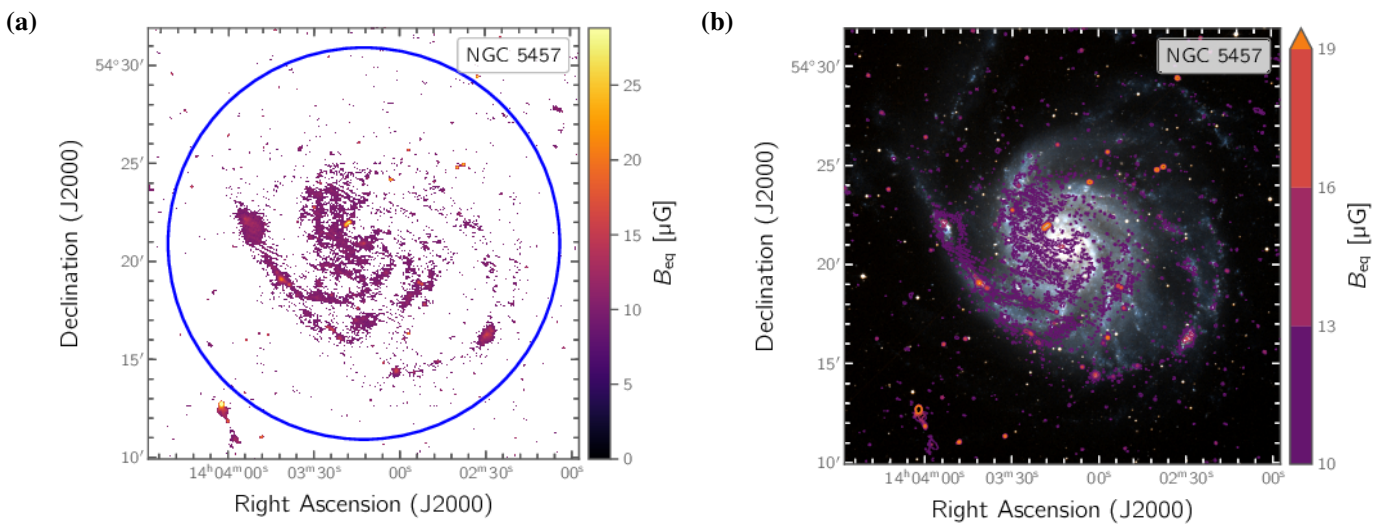 (a)
NGC 5457
54°30′
25′
20′
15′
10′
Declination (J2000)
14ʰ04ᵐ00ˢ
03ᵐ30ˢ
00ˢ
02ᵐ30ˢ
00ˢ
Right Ascension (J2000)
25
20
15
10
5
0
Beq [µG]
(b)
NGC 5457
54°30′
25′
20′
15′
10′
Declination (J2000)
14ʰ04ᵐ00ˢ
03ᵐ30ˢ
00ˢ
02ᵐ30ˢ
00ˢ
Right Ascension (J2000)
19
16
13
10
Beq [µG]